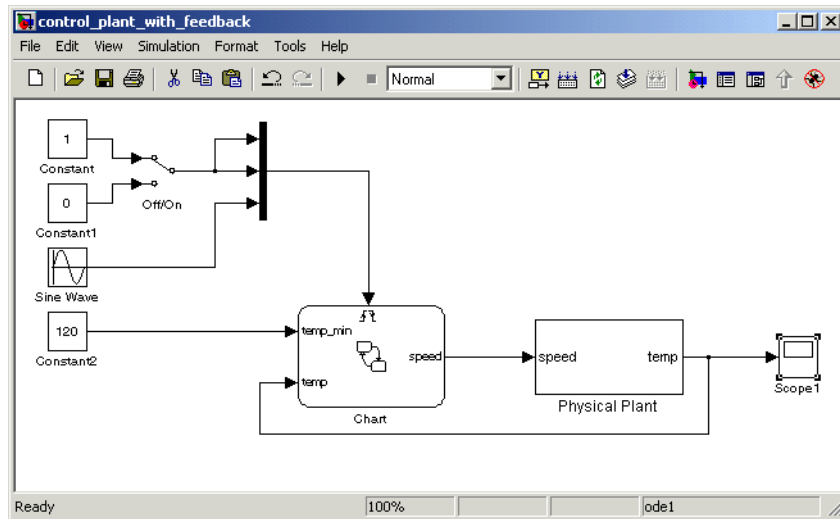 control_plant_with_feedback
File Edit View Simulation Format Tools Help
Normal
1
Constant
0
Constant1
Off/On
Sine Wave
120
Constant2
temp_min
temp
speed
Chart
speed
temp
Physical Plant
Scope1
Ready
100%
ode1